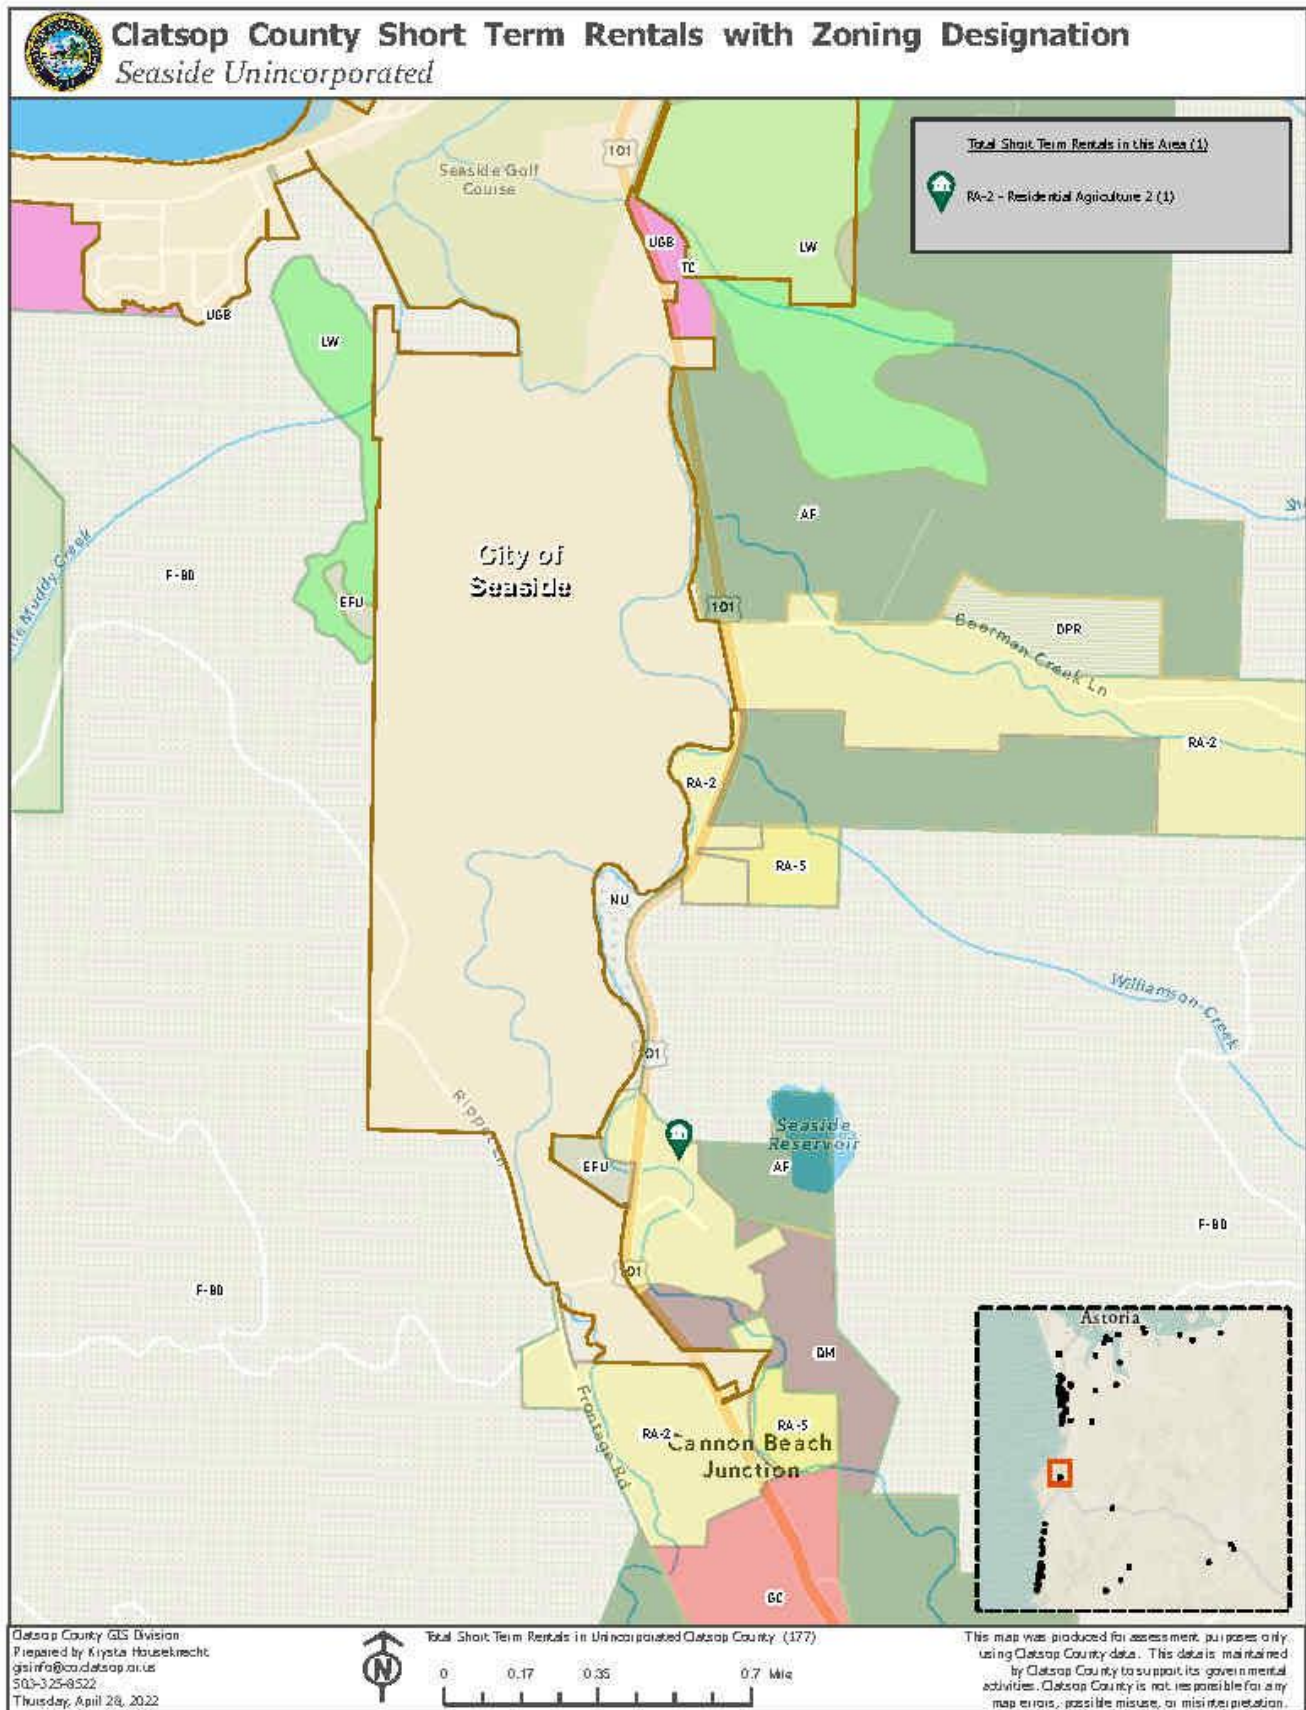 Clatsop County Short Term Rentals with Zoning Designation
Seaside Unincorporated
Total Short Term Rentals in this Area (1)
RA-2 - Residential Agriculture 2 (1)
101
Seaside Golf
Course
UGB
TC
LW
UGB
LW
AF
City of
Seaside
F-80
EFU
Muddy Creek
101
DPR
Beerman Creek Ln
RA-2
RA-2
RA-5
NU
Williamson Creek
101
Rippet Ln
Seaside
Reservoir
EFU
AF
F-80
101
F-80
QM
Astoria
Frontage Rd
RA-2
RA-5
Cannon Beach
Junction
GC
Clatsop County GIS Division
Prepared by Krysta Houseknecht
gisinfo@co.clatsop.or.us
503-325-8522
Thursday, April 28, 2022
N
Total Short Term Rentals in Unincorporated Clatsop County (177)
0 0.17 0.35 0.7 Mile
This map was produced for assessment purposes only
using Clatsop County data. This data is maintained
by Clatsop County to support its governmental
activities. Clatsop County is not responsible for any
map errors, possible misuse, or misinterpretation.